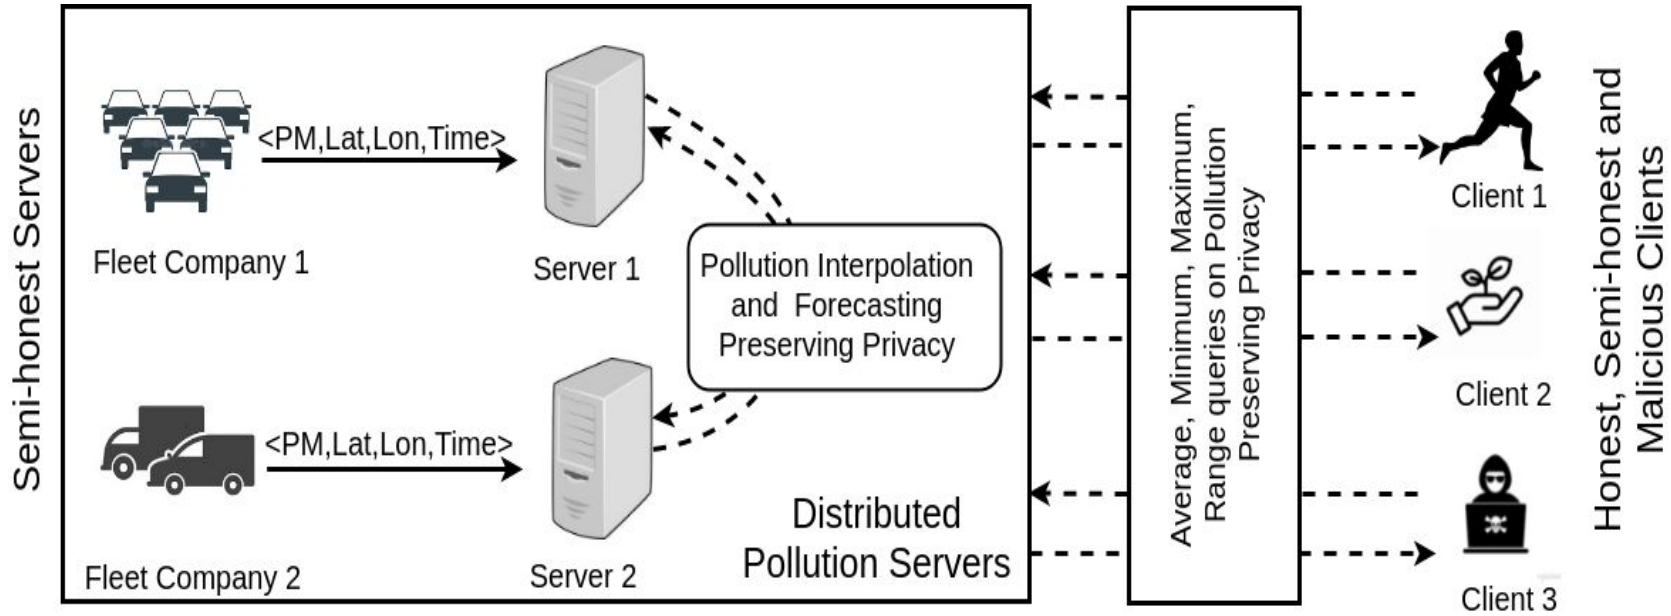 Semi-honest Servers
<PM,Lat,Lon,Time>
Fleet Company 1
Server 1
Pollution Interpolation
and Forecasting
Preserving Privacy
<PM,Lat,Lon,Time>
Fleet Company 2
Server 2
Distributed
Pollution Servers
Average, Minimum, Maximum,
Range queries on Pollution
Preserving Privacy
Client 1
Client 2
Client 3
Honest, Semi-honest and
Malicious Clients